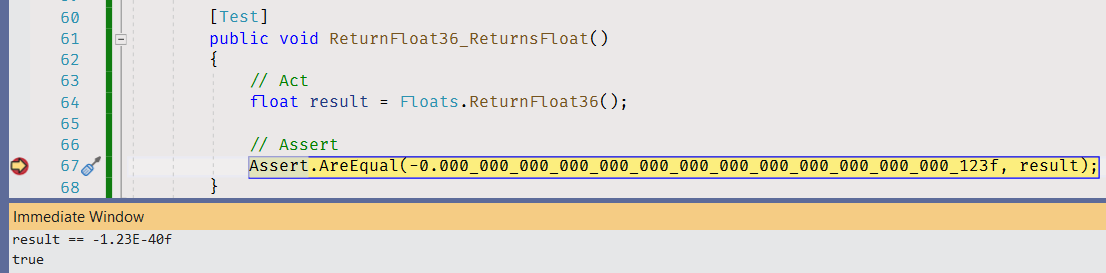 60 [Test]
61 public void ReturnFloat36_ReturnsFloat()
62 {
63 // Act
64 float result = Floats.ReturnFloat36();
65
66 // Assert
67 Assert.AreEqual(-0.000_000_000_000_000_000_000_000_000_000_000_000_000_123f, result);
68 }
Immediate Window
result == -1.23E-40f
true